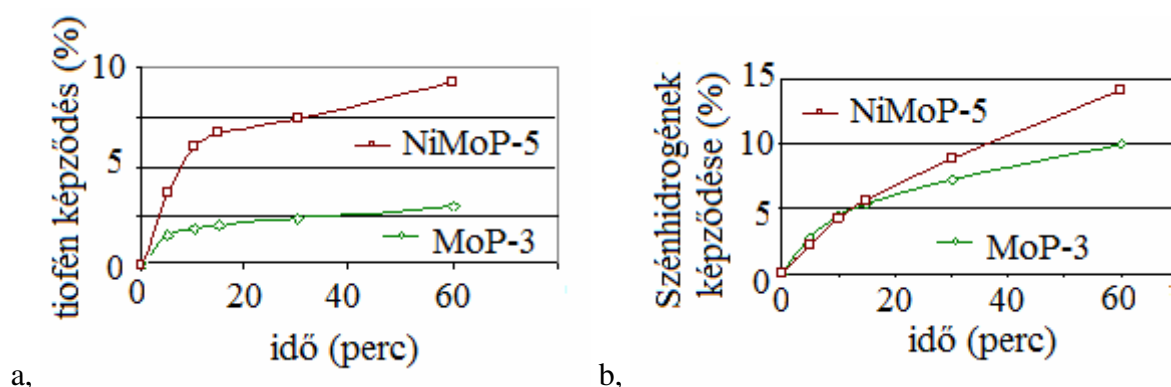 tiofén képződés (%)
10
5
0
NiMoP-5
MoP-3
0 20 40 60
idő (perc)
a,
Szénhidrogének
képződése (%)
15
10
5
0
NiMoP-5
MoP-3
0 20 40 60
idő (perc)
b,